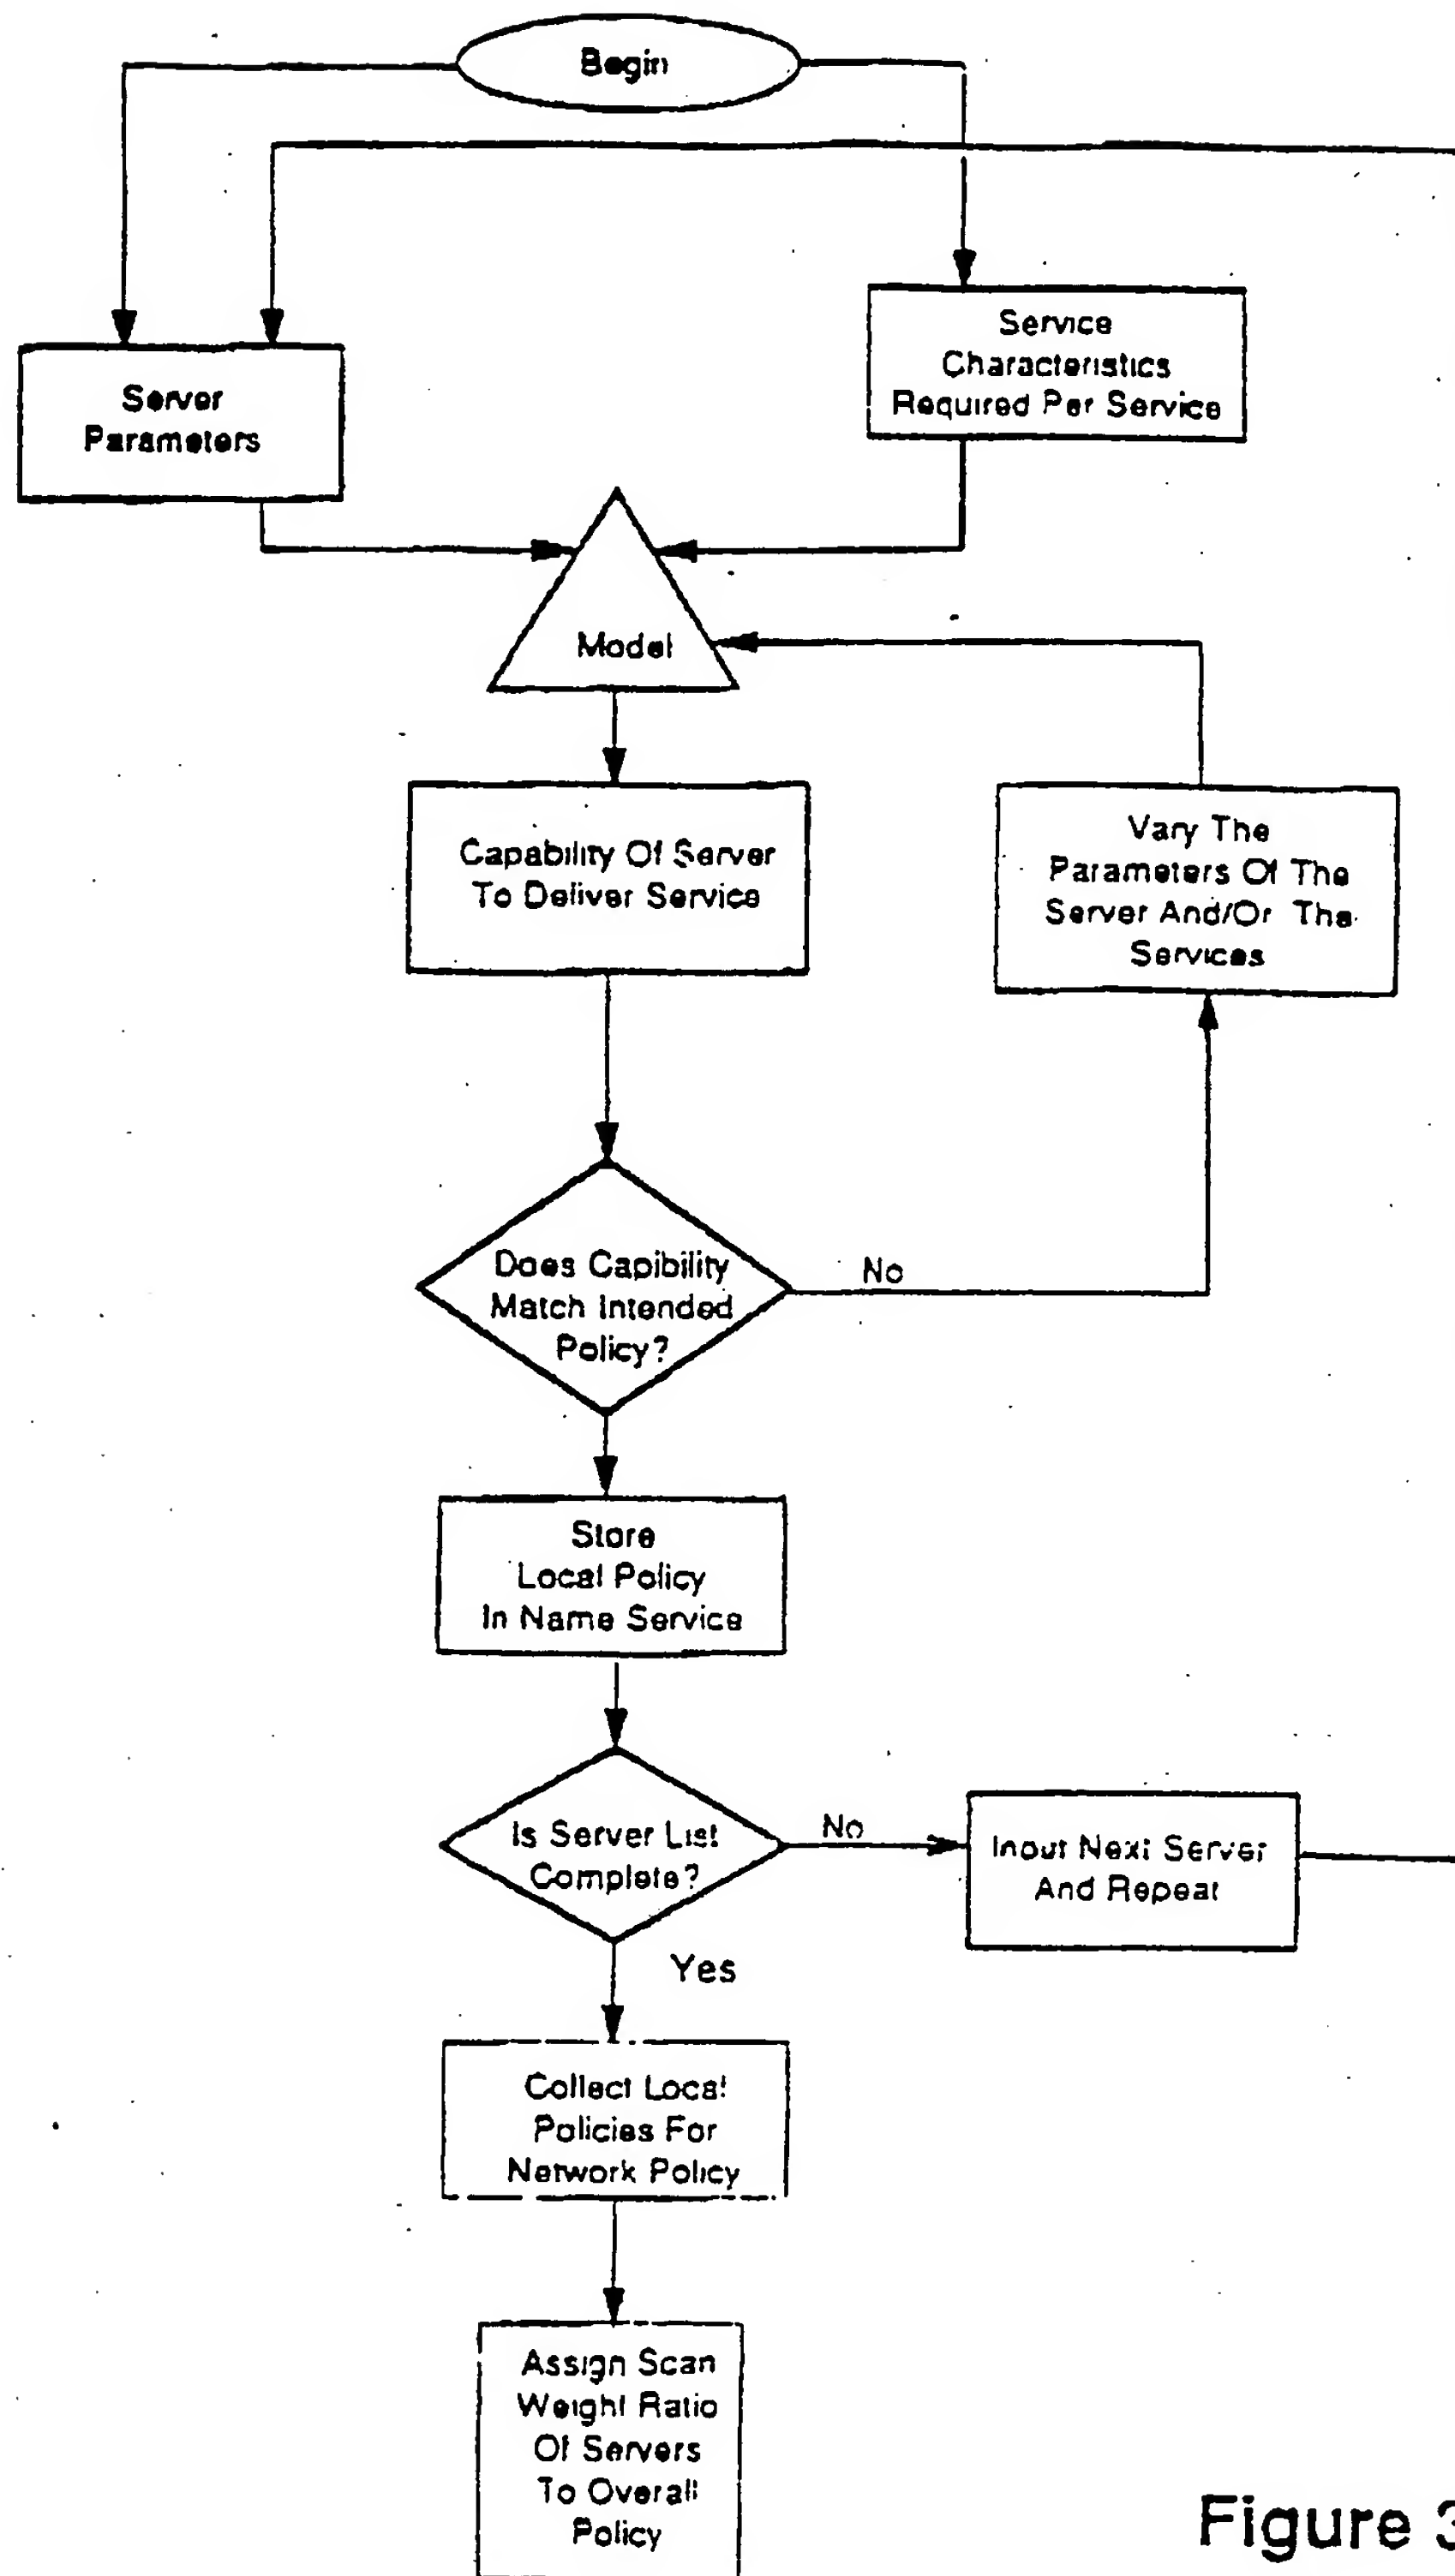 Begin
Server
Parameters
Service
Characteristics
Required Per Service
Model
Capability Of Server
To Deliver Service
Vary The
Parameters Of The
Server And/Or The
Services
Does Capibility
Match Intended
Policy?
No
Store
Local Policy
In Name Service
Is Server List
Complete?
No
Input Next Server
And Repeat
Yes
Collect Local
Policies For
Network Policy
Assign Scan
Weight Ratio
Of Servers
To Overall
Policy
Figure 3